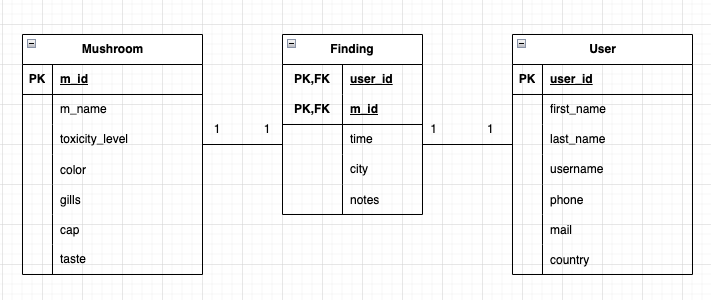 Mushroom
PK m_id
m_name
toxicity_level
color
gills
cap
taste
1 1
Finding
PK,FK user_id
PK,FK m_id
time
city
notes
1 1
User
PK user_id
first_name
last_name
username
phone
mail
country